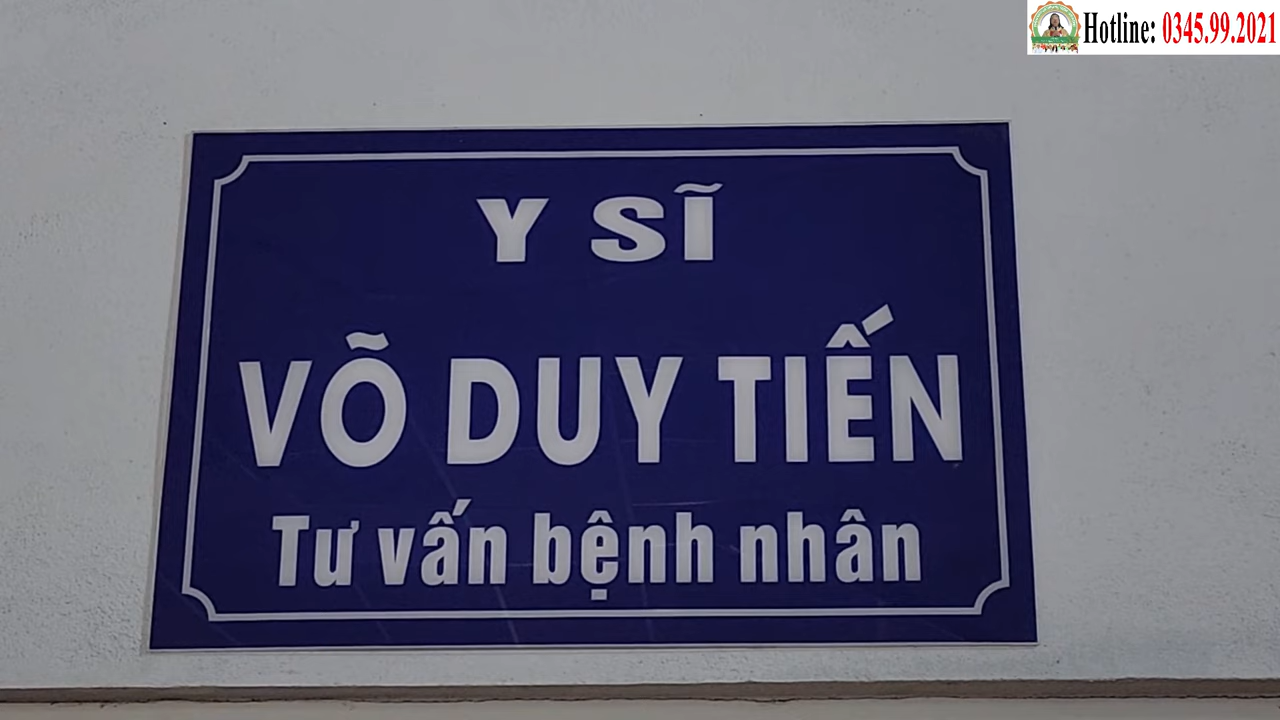 Hotline: 0345.99.2021
Y SĨ
VÕ DUY TIẾN
Tư vấn bệnh nhân